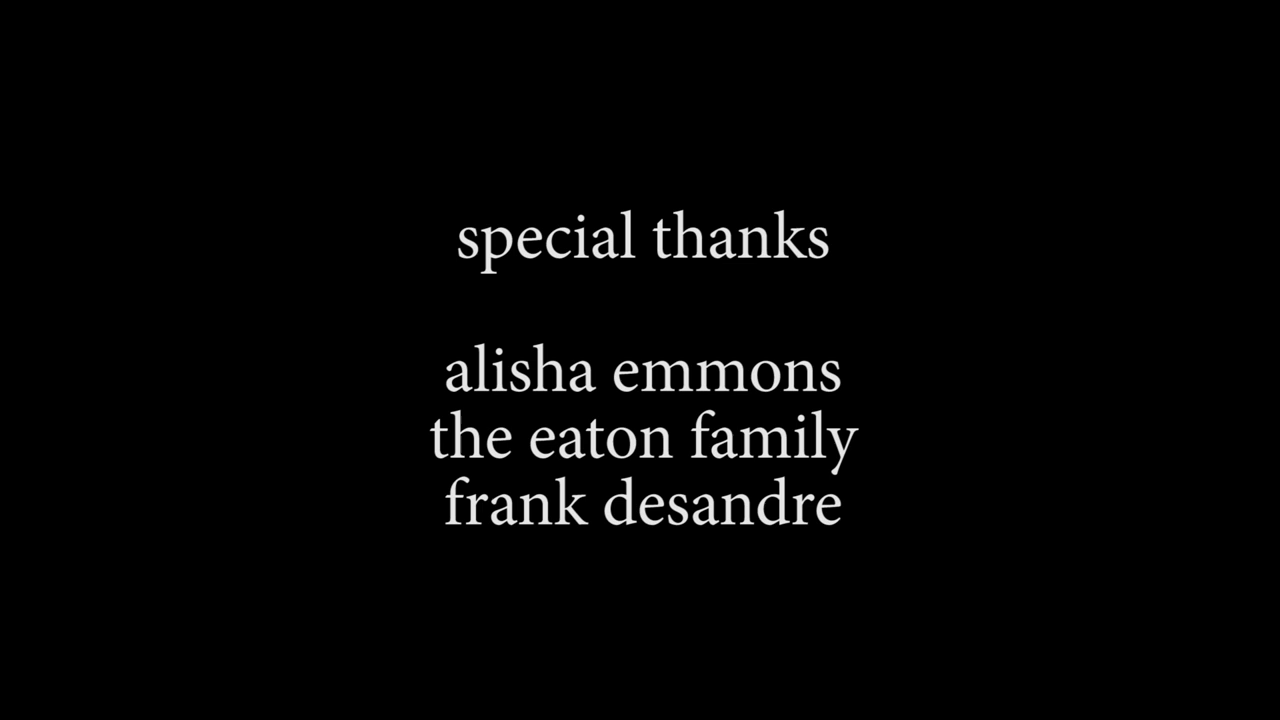 special thanks
alisha emmons
the eaton family
frank desandre